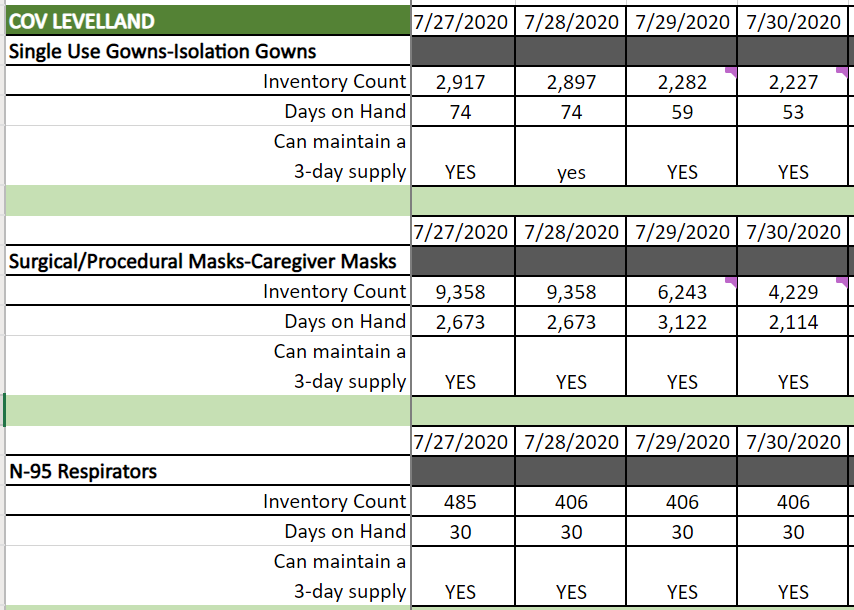 COV LEVELLAND 7/27/2020 7/28/2020 7/29/2020 7/30/2020
Single Use Gowns-Isolation Gowns
Inventory Count 2,917 2,897 2,282 2,227
Days on Hand 74 74 59 53
Can maintain a
3-day supply YES yes YES YES
7/27/2020 7/28/2020 7/29/2020 7/30/2020
Surgical/Procedural Masks-Caregiver Masks
Inventory Count 9,358 9,358 6,243 4,229
Days on Hand 2,673 2,673 3,122 2,114
Can maintain a
3-day supply YES YES YES YES
7/27/2020 7/28/2020 7/29/2020 7/30/2020
N-95 Respirators
Inventory Count 485 406 406 406
Days on Hand 30 30 30 30
Can maintain a
3-day supply YES YES YES YES